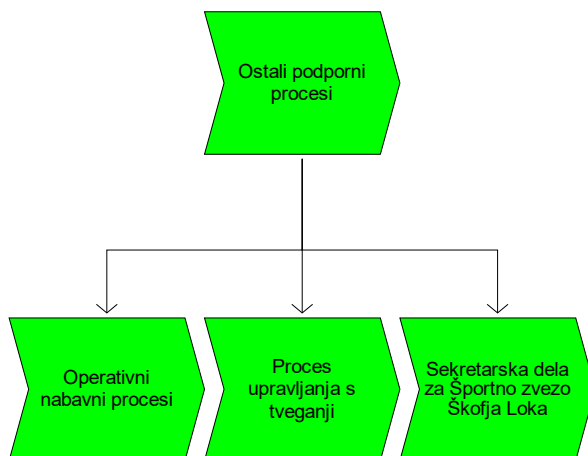 Ostali podporni
procesi
Operativni
nabavni procesi
Proces
upravljanja s
tveganji
Sekretarska dela
za Športno zvezo
Škofja Loka